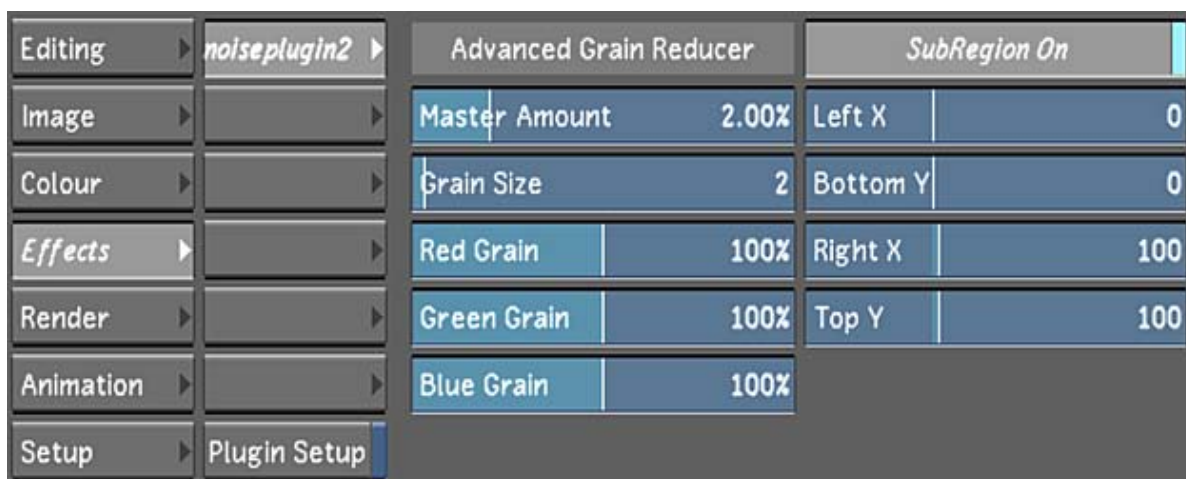 Editing
Image
Colour
Effects
Render
Animation
Setup
noiseplugin2
Plugin Setup
Advanced Grain Reducer
Master Amount 2.00%
Grain Size 2
Red Grain 100%
Green Grain 100%
Blue Grain 100%
SubRegion On
Left X 0
Bottom Y 0
Right X 100
Top Y 100